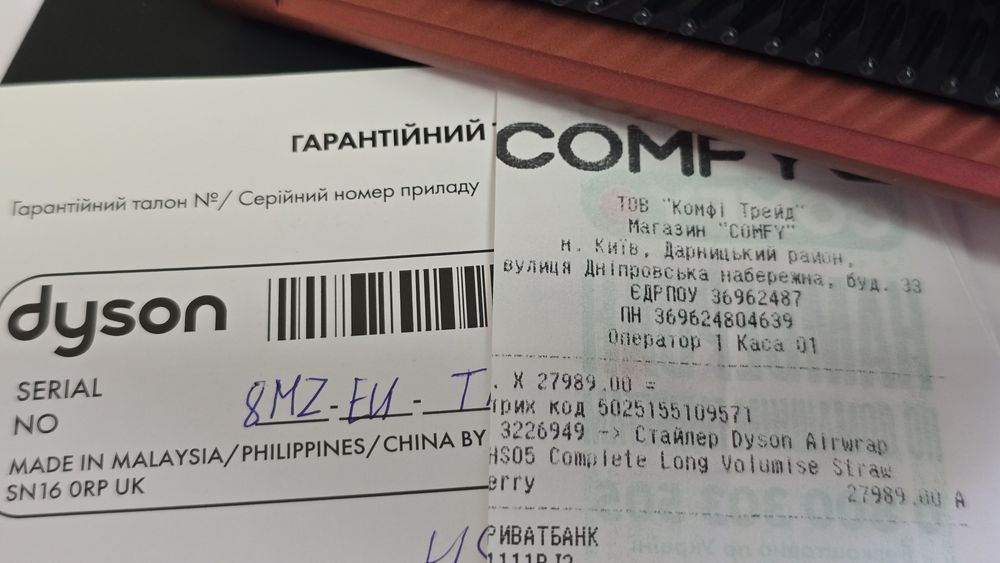 ГАРАНТІЙНИЙ
Гарантійний талон №/ Серійний номер приладу
dyson
SERIAL
NO
8MZ-EU-
MADE IN MALAYSIA/PHILIPPINES/CHINA BY
SN16 0RP UK
COMFY
ТОВ "Комфі Трейд"
Магазин "COMFY"
м. Київ, Дарницький район,
вулиця Дніпровська набережна, буд. 33
ЄДРПОУ 36962487
ПН 369624804639
Оператор 1 Каса 01
. X 27989.00 =
трих код 5025155109571
3226949 -> Стайлер Dyson Airwrap
HS05 Complete Long Volumise Straw
erry 27989.00 А
РИВАТБАНК